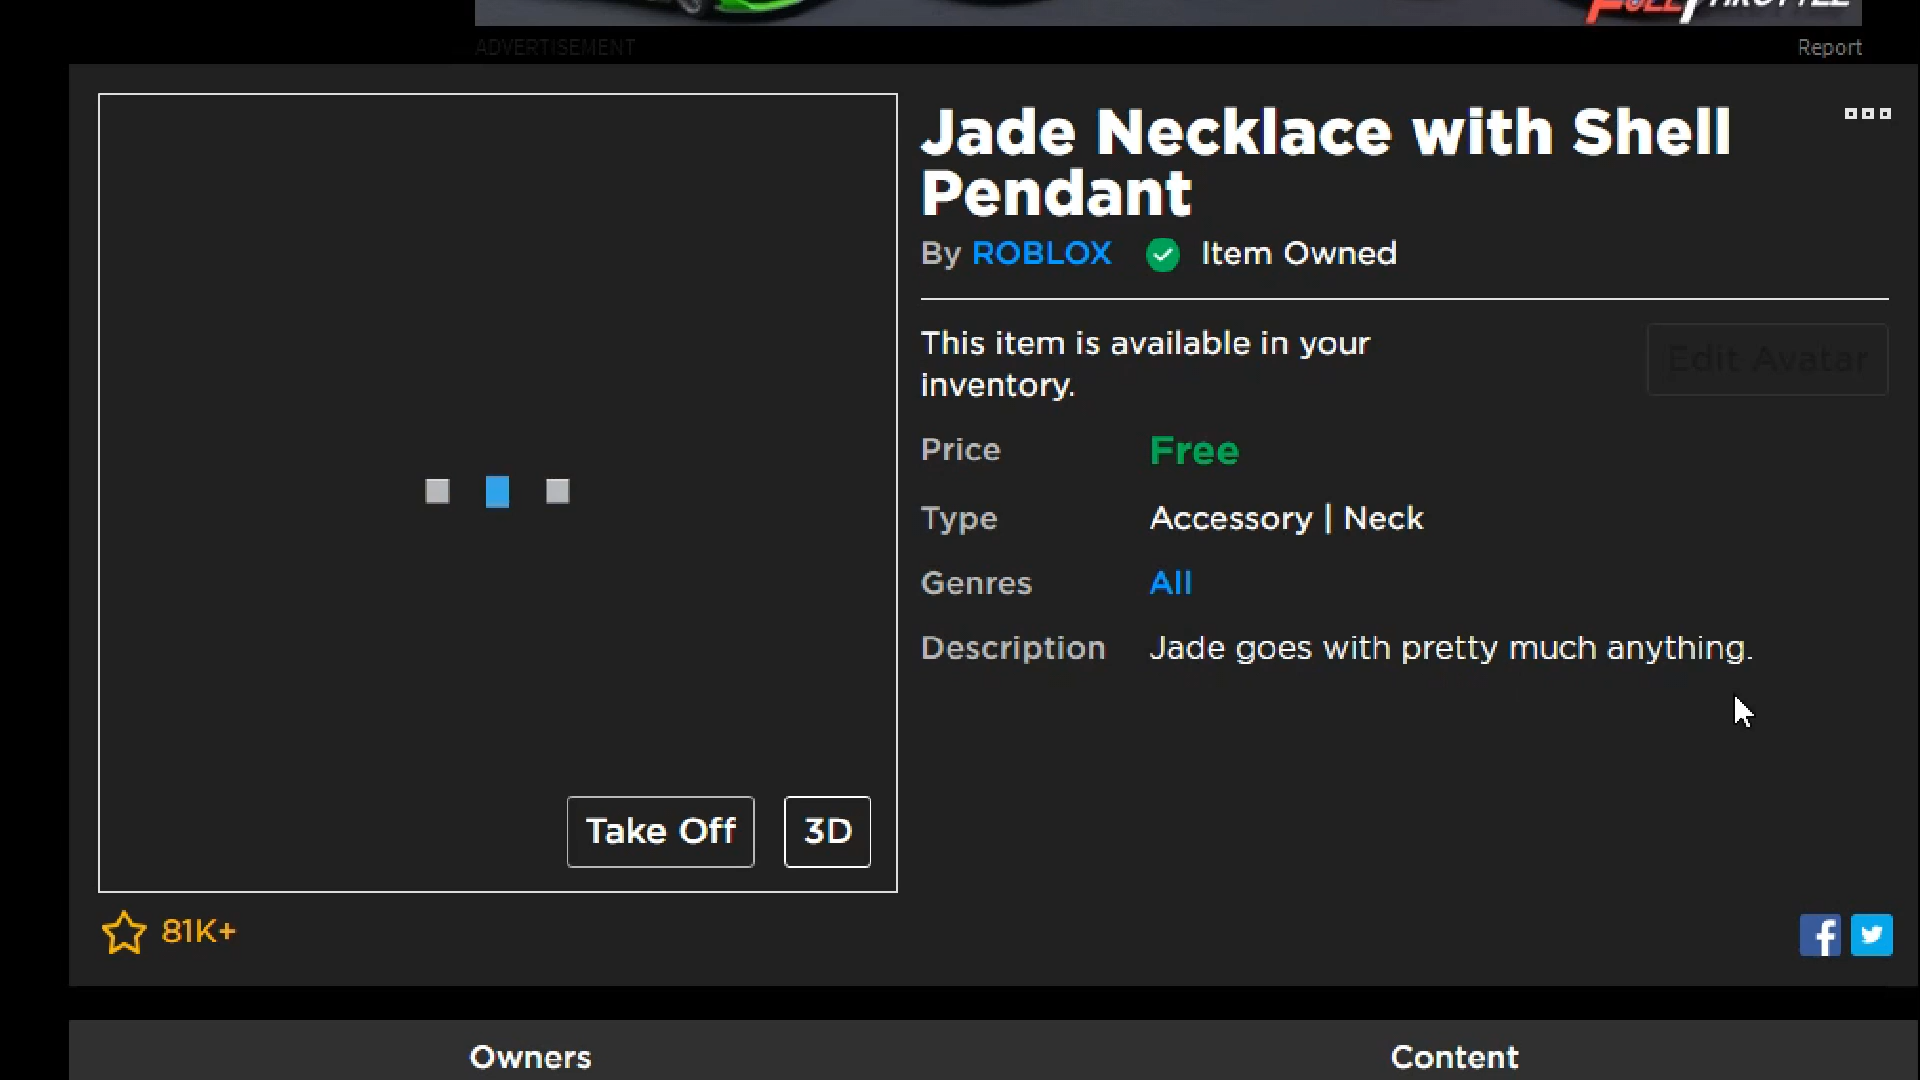 FULL THROTTLE
ADVERTISEMENT
Report
Jade Necklace with Shell
Pendant
By ROBLOX Item Owned
This item is available in your
inventory.
Edit Avatar
Price Free
Type Accessory | Neck
Genres All
Description Jade goes with pretty much anything.
Take Off 3D
81K+
Owners Content